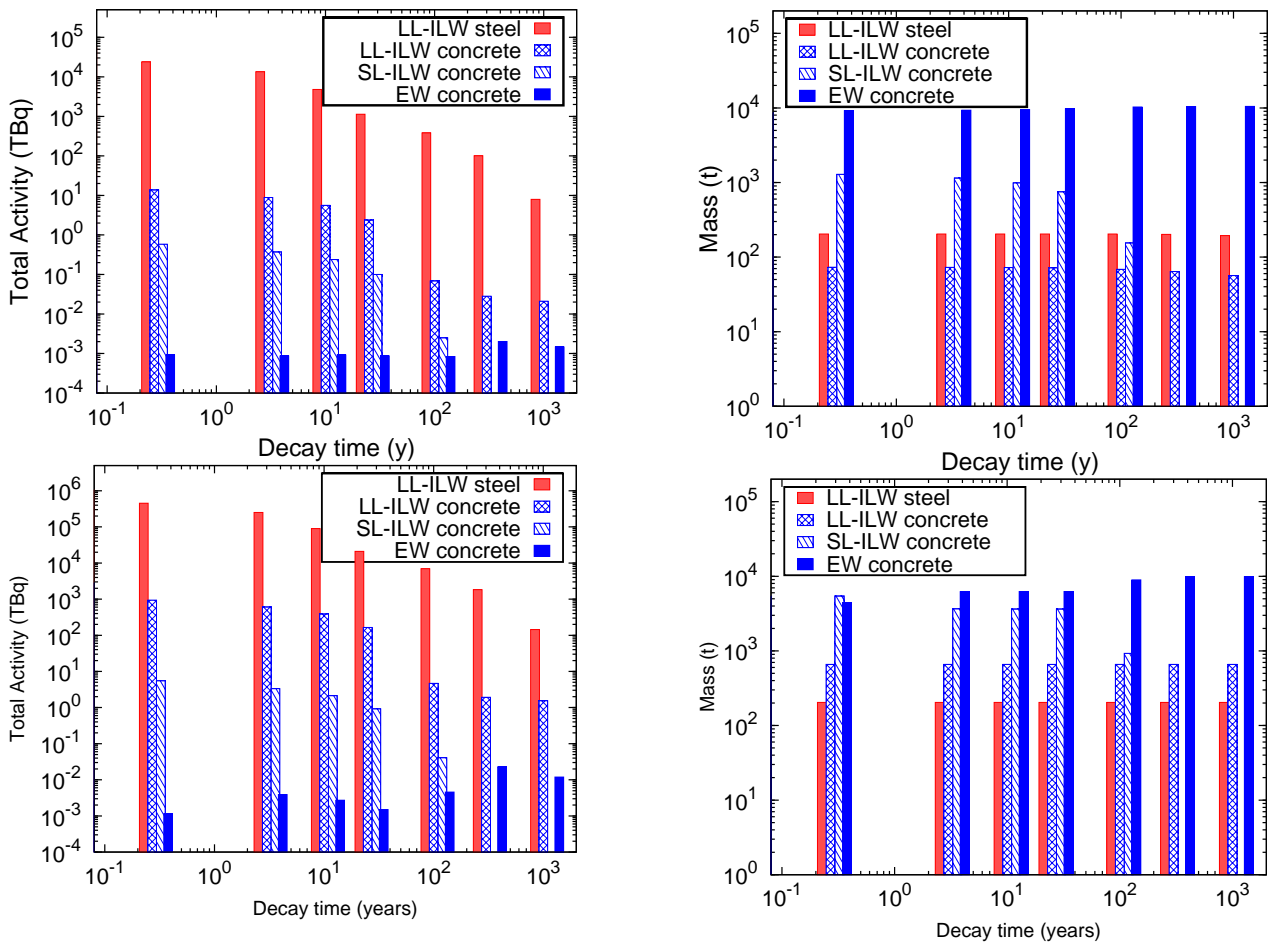 Total Activity (TBq)
10^5
10^4
10^3
10^2
10^1
10^0
10^-1
10^-2
10^-3
10^-4
LL-ILW steel
LL-ILW concrete
SL-ILW concrete
EW concrete
10^-1 10^0 10^1 10^2 10^3
Decay time (y)
Mass (t)
10^5
10^4
10^3
10^2
10^1
10^0
LL-ILW steel
LL-ILW concrete
SL-ILW concrete
EW concrete
10^-1 10^0 10^1 10^2 10^3
Decay time (y)
Total Activity (TBq)
10^6
10^5
10^4
10^3
10^2
10^1
10^0
10^-1
10^-2
10^-3
10^-4
LL-ILW steel
LL-ILW concrete
SL-ILW concrete
EW concrete
10^-1 10^0 10^1 10^2 10^3
Decay time (years)
Mass (t)
10^5
10^4
10^3
10^2
10^1
10^0
LL-ILW steel
LL-ILW concrete
SL-ILW concrete
EW concrete
10^-1 10^0 10^1 10^2 10^3
Decay time (years)